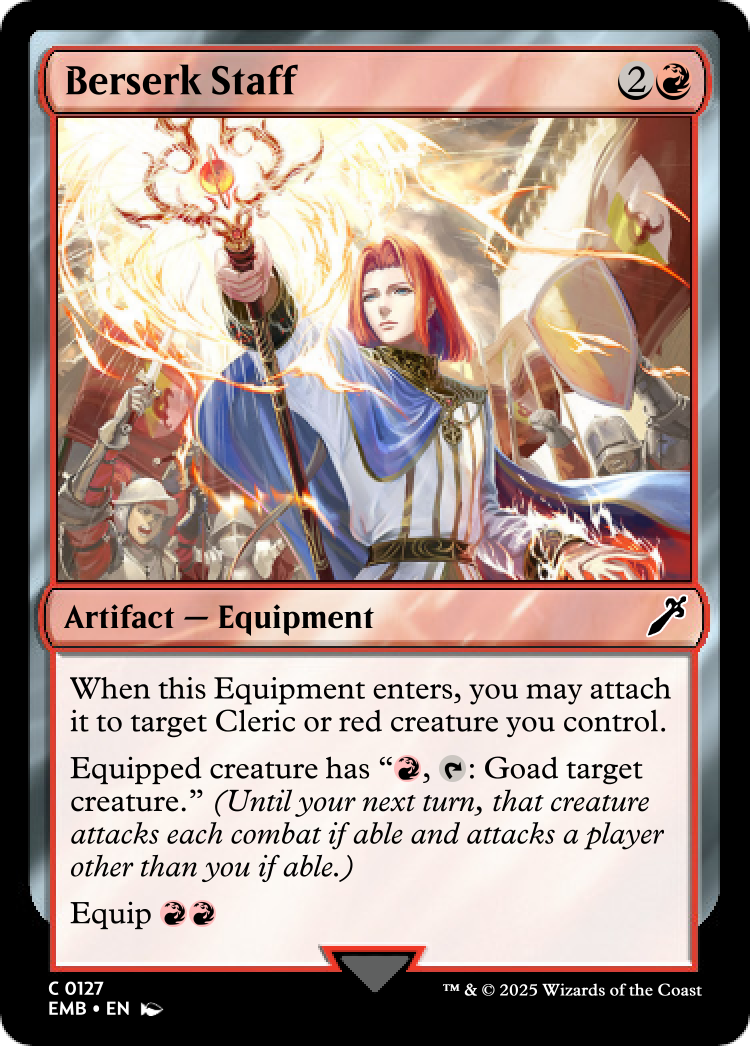 Berserk Staff 2
Artifact — Equipment
When this Equipment enters, you may attach
it to target Cleric or red creature you control.
Equipped creature has “ , : Goad target
creature.” (Until your next turn, that creature
attacks each combat if able and attacks a player
other than you if able.)
Equip
C 0127
EMB • EN
™ & © 2025 Wizards of the Coast